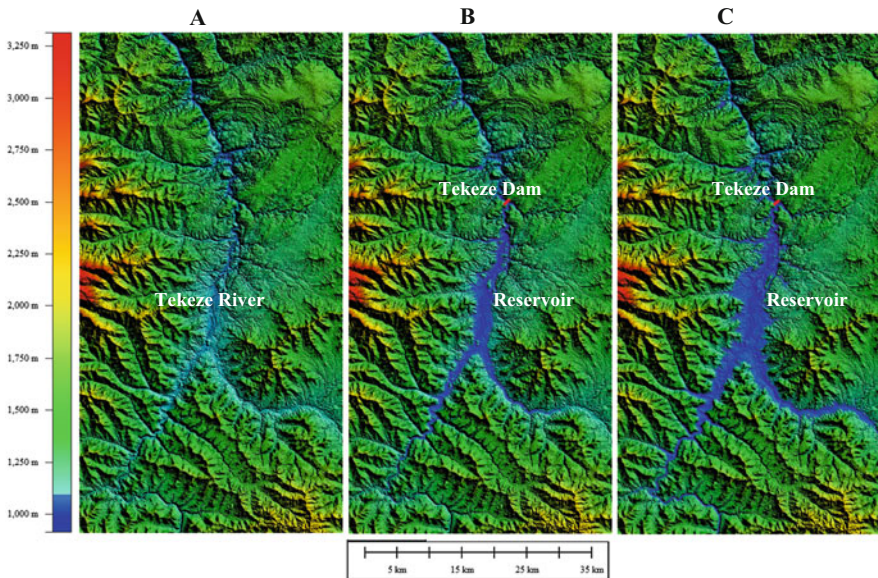 A B C
3,250 m
3,000 m
2,750 m
2,500 m
2,250 m
2,000 m
1,750 m
1,500 m
1,250 m
1,000 m
Tekeze River
Tekeze Dam
Reservoir
Tekeze Dam
Reservoir
5 km 15 km 25 km 35 km